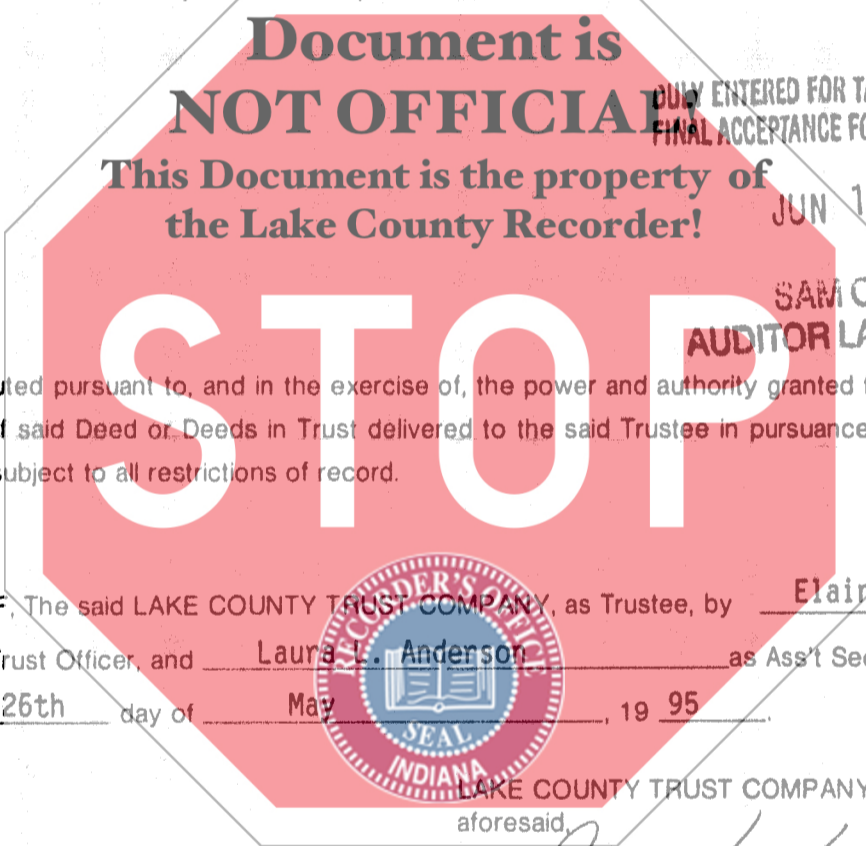 Document is
NOT OFFICIAL!
DULY ENTERED FOR TA
FINAL ACCEPTANCE FO
This Document is the property of
the Lake County Recorder!
JUN 1
SAM
AUDITOR LA
STOP
ted pursuant to, and in the exercise of, the power and authority granted
said Deed or Deeds in Trust delivered to the said Trustee in pursuance
subject to all restrictions of record.
The said LAKE COUNTY TRUST COMPANY, as Trustee, by Elain
rust Officer, and Laura L. Anderson as Ass't Sec
26th day of May, 19 95.
RECORDER'S OFFICE
SEAL
INDIANA
LAKE COUNTY TRUST COMPANY
aforesaid,